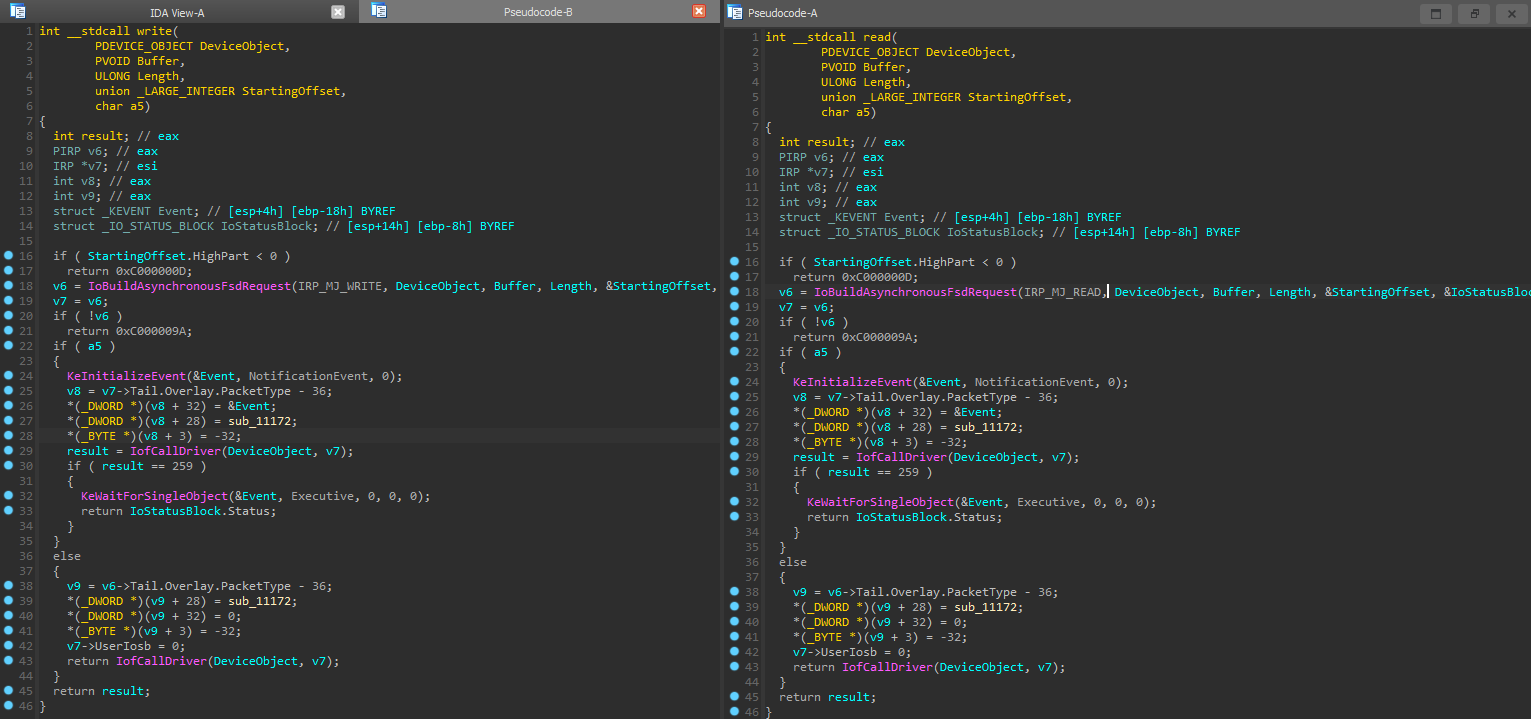 IDA View-A
Pseudocode-B
1 int __stdcall write(
2 PDEVICE_OBJECT DeviceObject,
3 PVOID Buffer,
4 ULONG Length,
5 union _LARGE_INTEGER StartingOffset,
6 char a5)
7 {
8 int result; // eax
9 PIRP v6; // eax
10 IRP *v7; // esi
11 int v8; // eax
12 int v9; // eax
13 struct _KEVENT Event; // [esp+4h] [ebp-18h] BYREF
14 struct _IO_STATUS_BLOCK IoStatusBlock; // [esp+14h] [ebp-8h] BYREF
15
16 if ( StartingOffset.HighPart < 0 )
17 return 0xC000000D;
18 v6 = IoBuildAsynchronousFsdRequest(IRP_MJ_WRITE, DeviceObject, Buffer, Length, &StartingOffset,
19 v7 = v6;
20 if ( !v6 )
21 return 0xC000009A;
22 if ( a5 )
23 {
24 KeInitializeEvent(&Event, NotificationEvent, 0);
25 v8 = v7->Tail.Overlay.PacketType - 36;
26 *(_DWORD *)(v8 + 32) = &Event;
27 *(_DWORD *)(v8 + 28) = sub_11172;
28 *(_BYTE *)(v8 + 3) = -32;
29 result = IofCallDriver(DeviceObject, v7);
30 if ( result == 259 )
31 {
32 KeWaitForSingleObject(&Event, Executive, 0, 0, 0);
33 return IoStatusBlock.Status;
34 }
35 }
36 else
37 {
38 v9 = v6->Tail.Overlay.PacketType - 36;
39 *(_DWORD *)(v9 + 28) = sub_11172;
40 *(_DWORD *)(v9 + 32) = 0;
41 *(_BYTE *)(v9 + 3) = -32;
42 v7->UserIosb = 0;
43 return IofCallDriver(DeviceObject, v7);
44 }
45 return result;
46 }
Pseudocode-A
1 int __stdcall read(
2 PDEVICE_OBJECT DeviceObject,
3 PVOID Buffer,
4 ULONG Length,
5 union _LARGE_INTEGER StartingOffset,
6 char a5)
7 {
8 int result; // eax
9 PIRP v6; // eax
10 IRP *v7; // esi
11 int v8; // eax
12 int v9; // eax
13 struct _KEVENT Event; // [esp+4h] [ebp-18h] BYREF
14 struct _IO_STATUS_BLOCK IoStatusBlock; // [esp+14h] [ebp-8h] BYREF
15
16 if ( StartingOffset.HighPart < 0 )
17 return 0xC000000D;
18 v6 = IoBuildAsynchronousFsdRequest(IRP_MJ_READ, DeviceObject, Buffer, Length, &StartingOffset, &IoStatusBloc
19 v7 = v6;
20 if ( !v6 )
21 return 0xC000009A;
22 if ( a5 )
23 {
24 KeInitializeEvent(&Event, NotificationEvent, 0);
25 v8 = v7->Tail.Overlay.PacketType - 36;
26 *(_DWORD *)(v8 + 32) = &Event;
27 *(_DWORD *)(v8 + 28) = sub_11172;
28 *(_BYTE *)(v8 + 3) = -32;
29 result = IofCallDriver(DeviceObject, v7);
30 if ( result == 259 )
31 {
32 KeWaitForSingleObject(&Event, Executive, 0, 0, 0);
33 return IoStatusBlock.Status;
34 }
35 }
36 else
37 {
38 v9 = v6->Tail.Overlay.PacketType - 36;
39 *(_DWORD *)(v9 + 28) = sub_11172;
40 *(_DWORD *)(v9 + 32) = 0;
41 *(_BYTE *)(v9 + 3) = -32;
42 v7->UserIosb = 0;
43 return IofCallDriver(DeviceObject, v7);
44 }
45 return result;
46 }